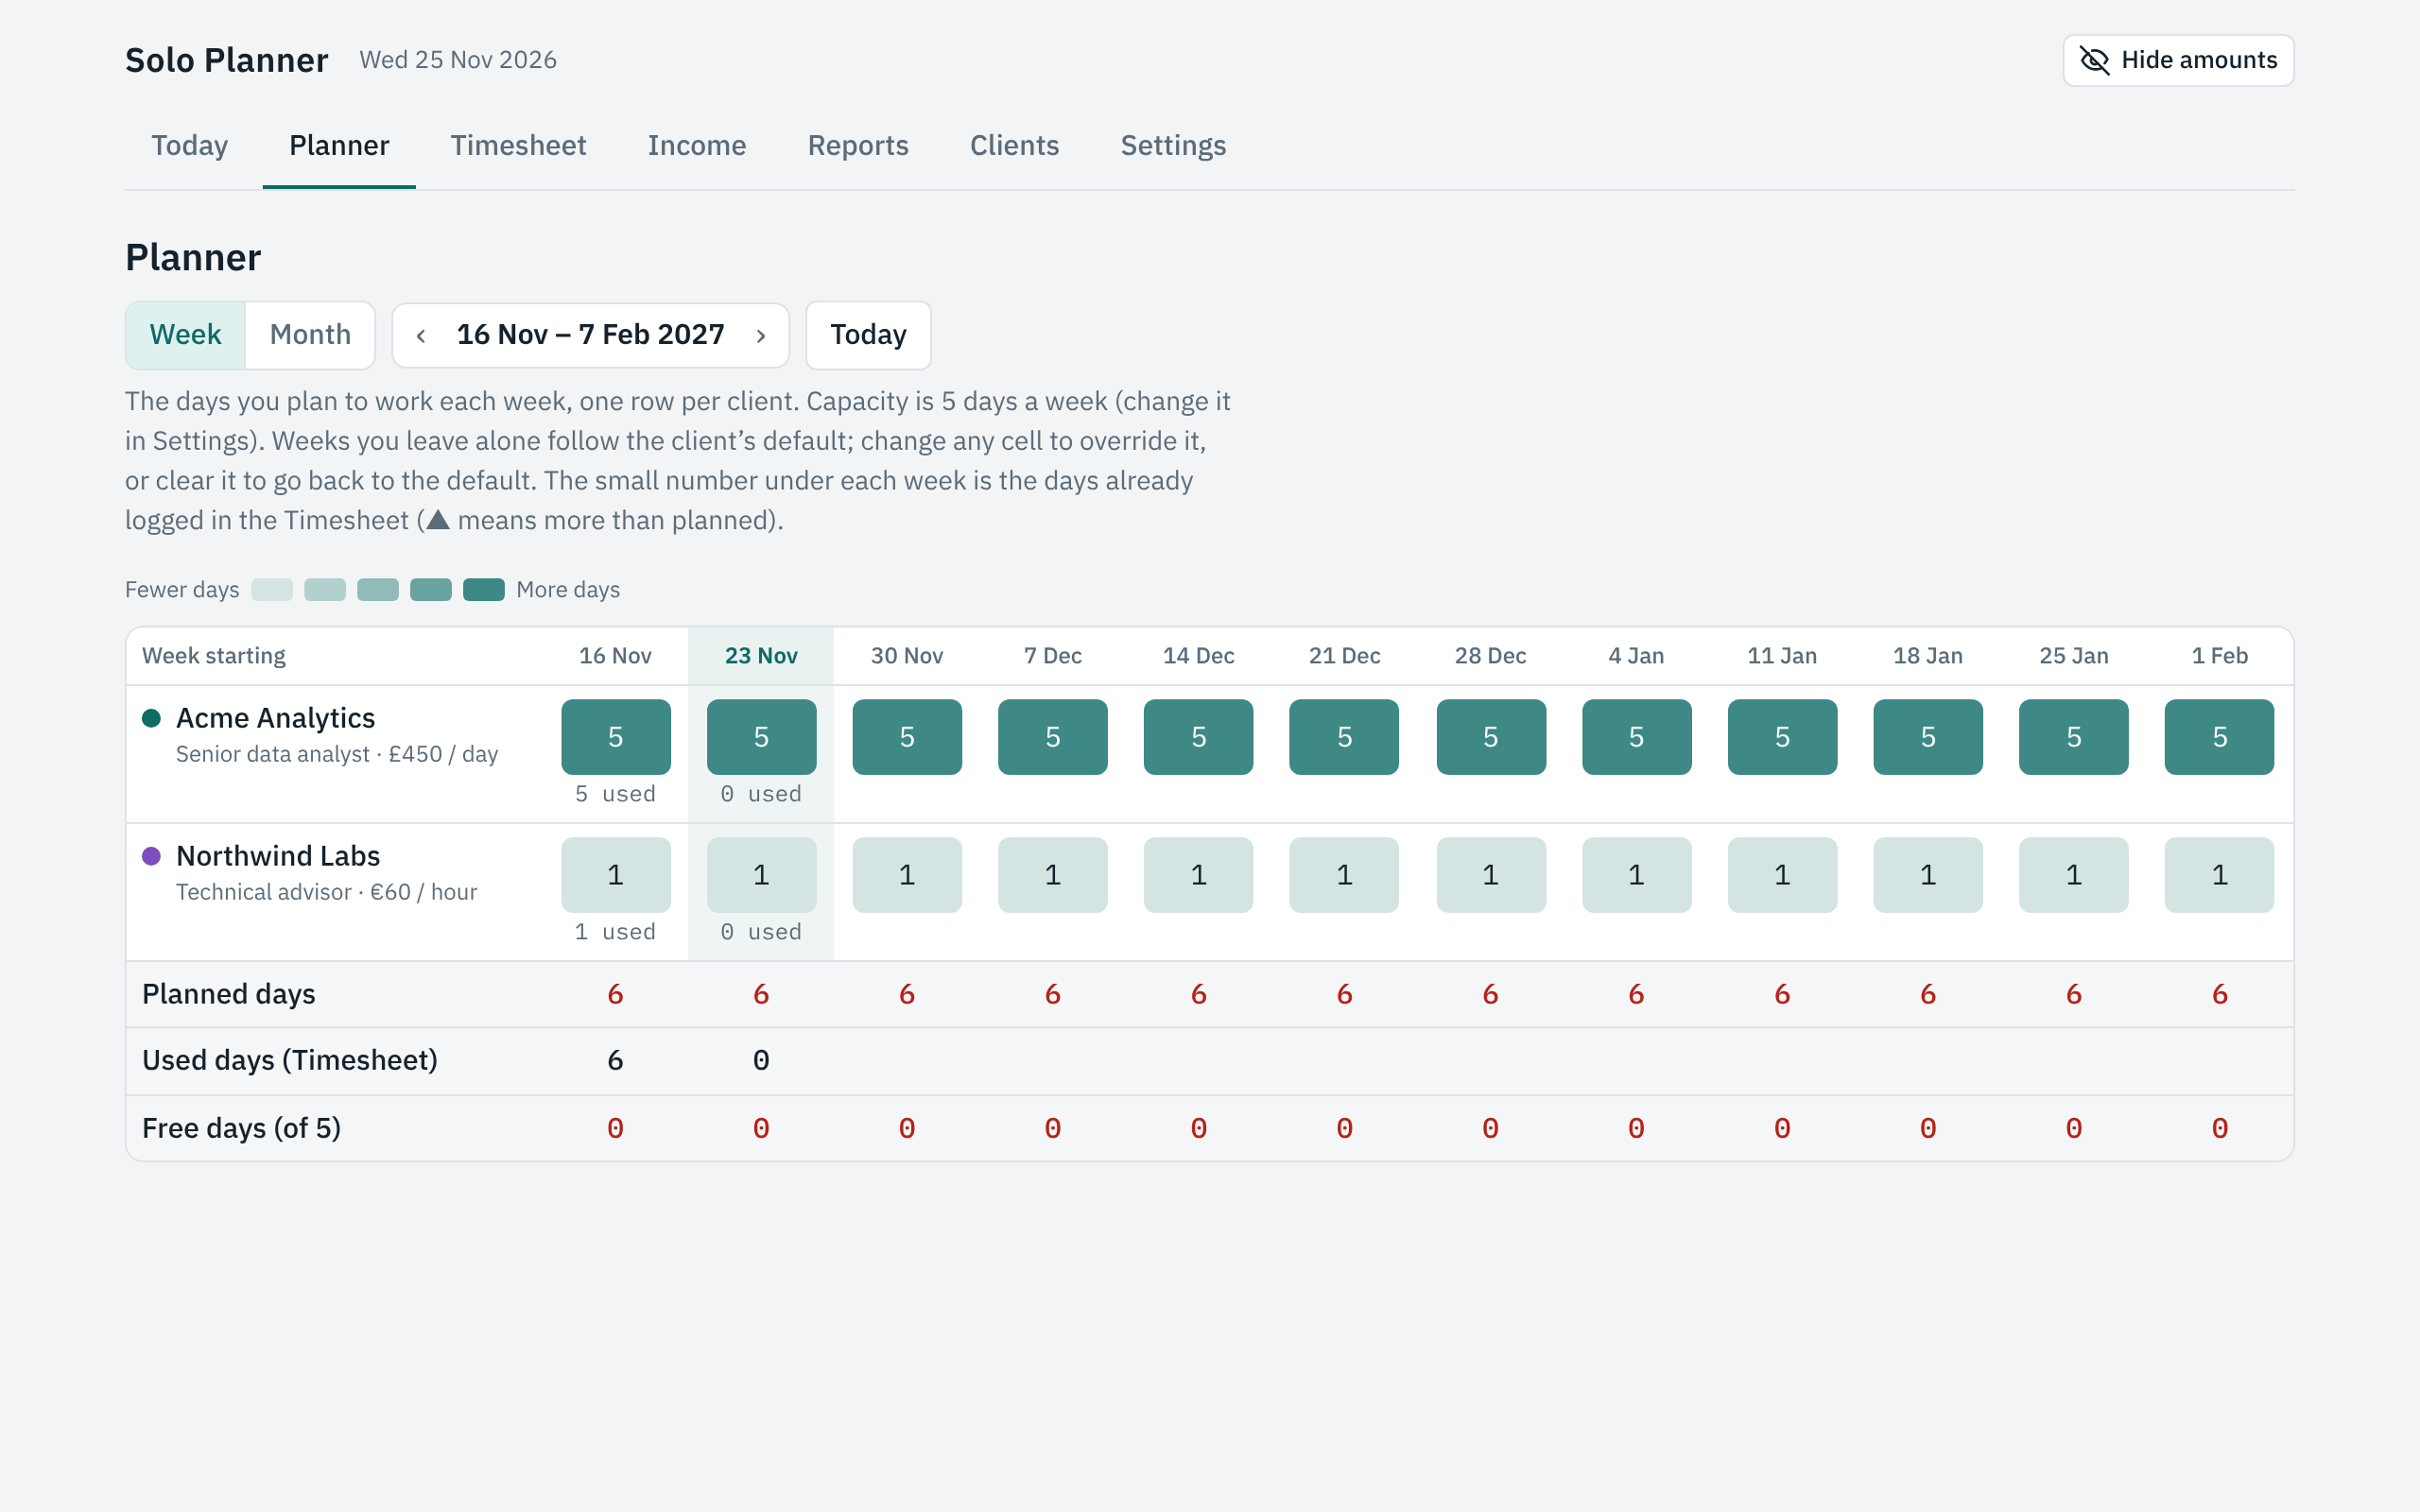 Solo Planner Wed 25 Nov 2026 Hide amounts
Today Planner Timesheet Income Reports Clients Settings
Planner
Week Month ‹ 16 Nov – 7 Feb 2027 › Today
The days you plan to work each week, one row per client. Capacity is 5 days a week (change it
in Settings). Weeks you leave alone follow the client’s default; change any cell to override it,
or clear it to go back to the default. The small number under each week is the days already
logged in the Timesheet (▲ means more than planned).
Fewer days More days
Week starting 16 Nov 23 Nov 30 Nov 7 Dec 14 Dec 21 Dec 28 Dec 4 Jan 11 Jan 18 Jan 25 Jan 1 Feb
Acme Analytics 5 5 5 5 5 5 5 5 5 5 5 5
Senior data analyst · £450 / day
5 used 0 used
Northwind Labs 1 1 1 1 1 1 1 1 1 1 1 1
Technical advisor · €60 / hour
1 used 0 used
Planned days 6 6 6 6 6 6 6 6 6 6 6 6
Used days (Timesheet) 6 0
Free days (of 5) 0 0 0 0 0 0 0 0 0 0 0 0